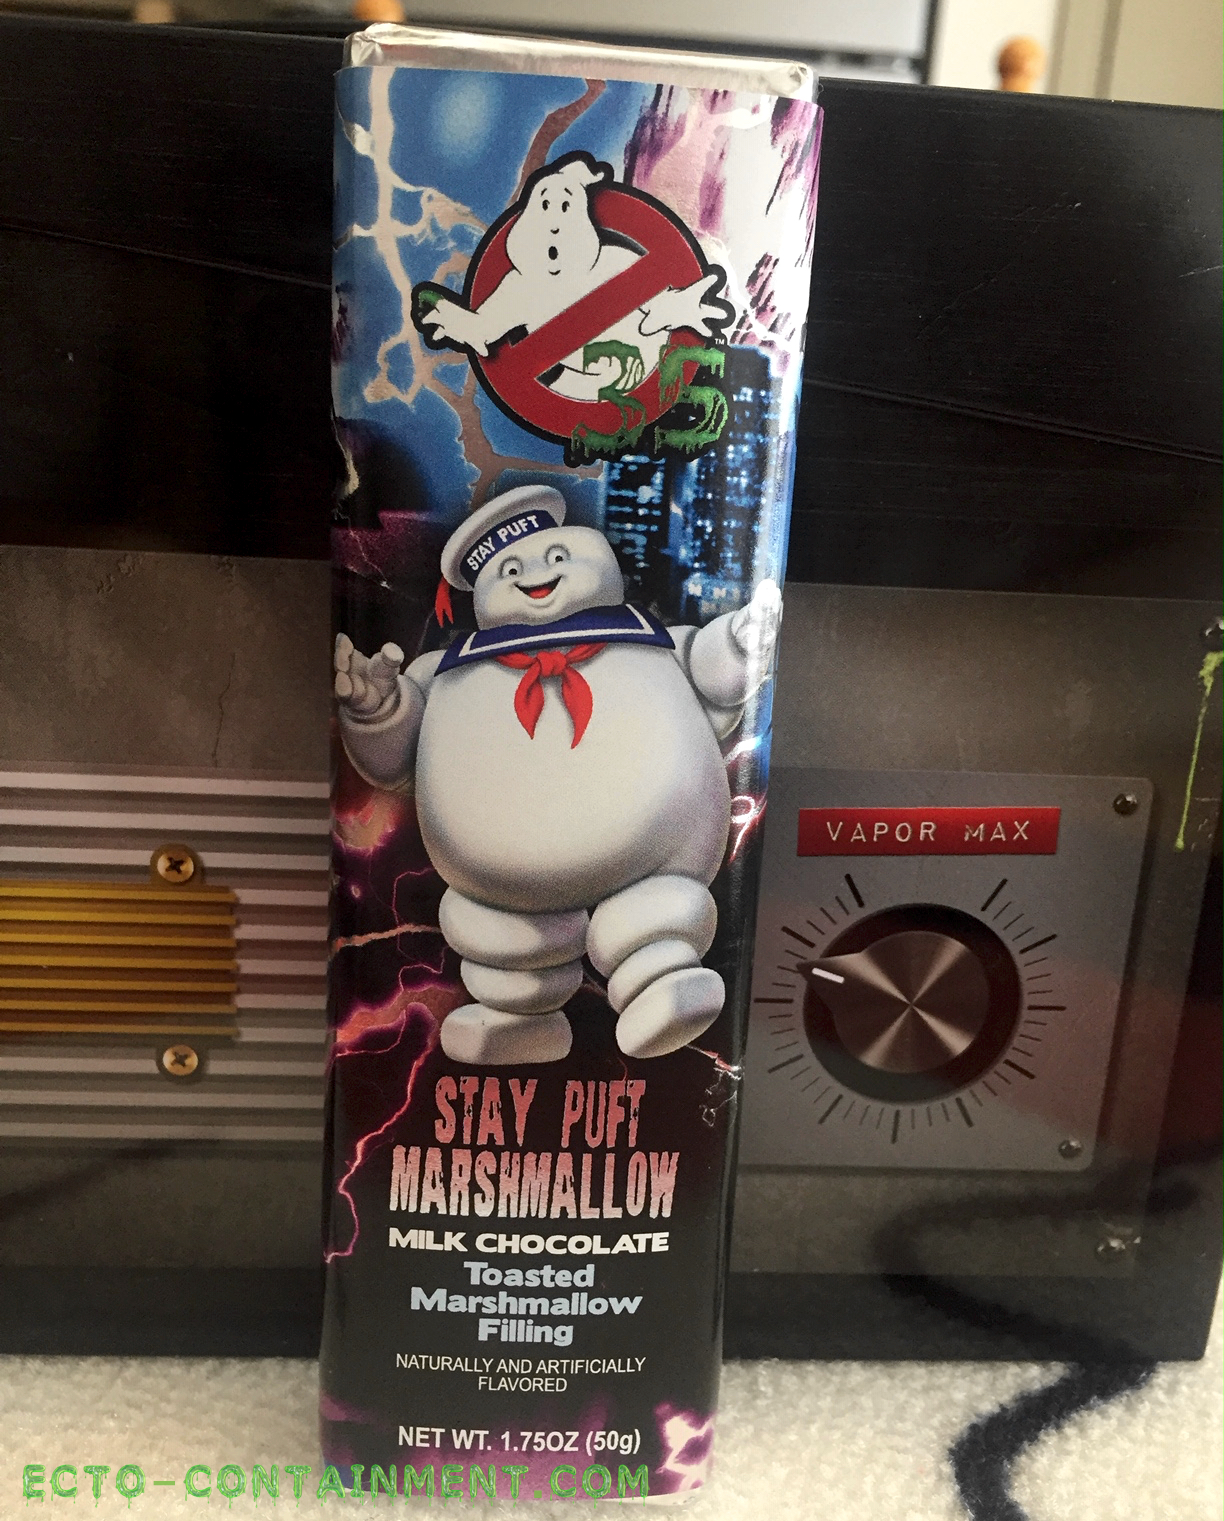 TM
35
STAY PUFT
VAPOR MAX
STAY PUFT
MARSHMALLOW
MILK CHOCOLATE
Toasted
Marshmallow
Filling
NATURALLY AND ARTIFICIALLY
FLAVORED
NET WT. 1.75OZ (50g)
ECTO-CONTAINMENT.COM